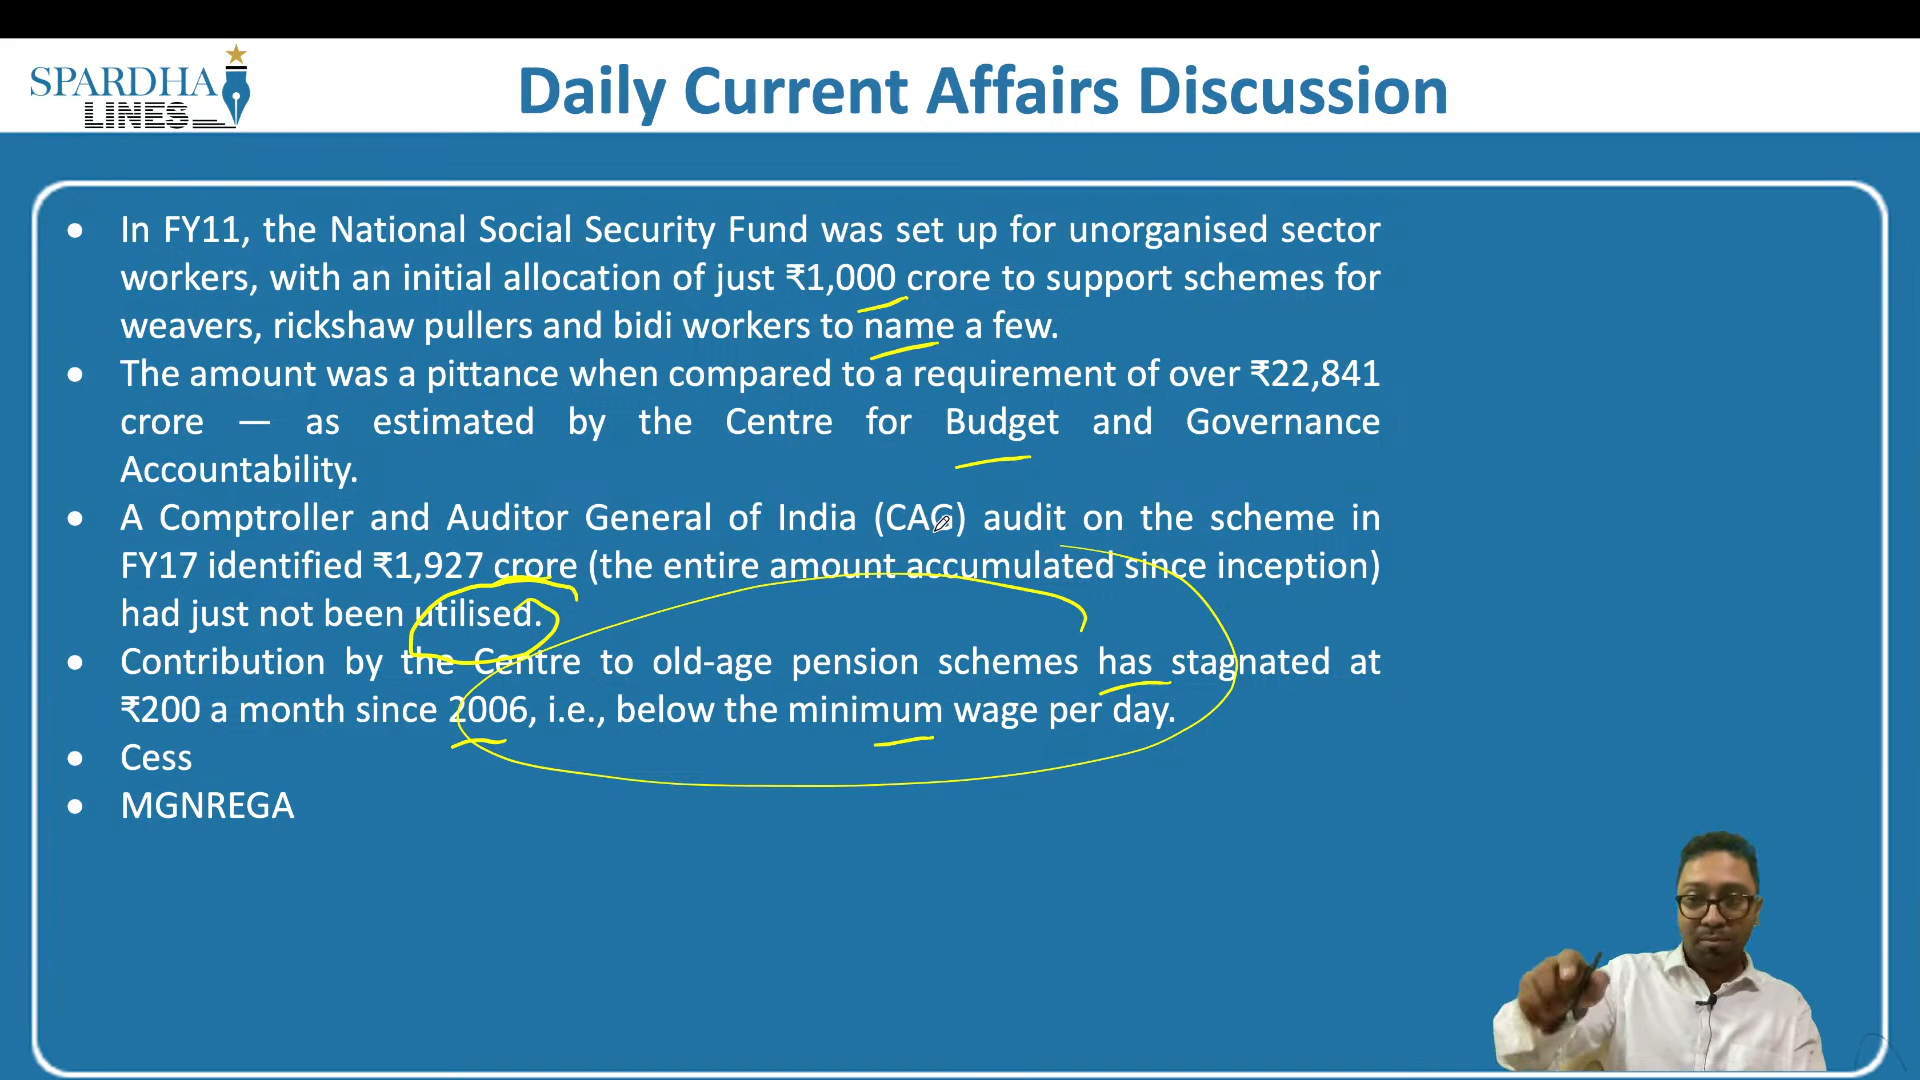 SPARDHA
LINES
Daily Current Affairs Discussion
• In FY11, the National Social Security Fund was set up for unorganised sector
workers, with an initial allocation of just ₹1,000 crore to support schemes for
weavers, rickshaw pullers and bidi workers to name a few.
• The amount was a pittance when compared to a requirement of over ₹22,841
crore — as estimated by the Centre for Budget and Governance
Accountability.
• A Comptroller and Auditor General of India (CAG) audit on the scheme in
FY17 identified ₹1,927 crore (the entire amount accumulated since inception)
had just not been utilised.
• Contribution by the Centre to old-age pension schemes has stagnated at
₹200 a month since 2006, i.e., below the minimum wage per day.
• Cess
• MGNREGA